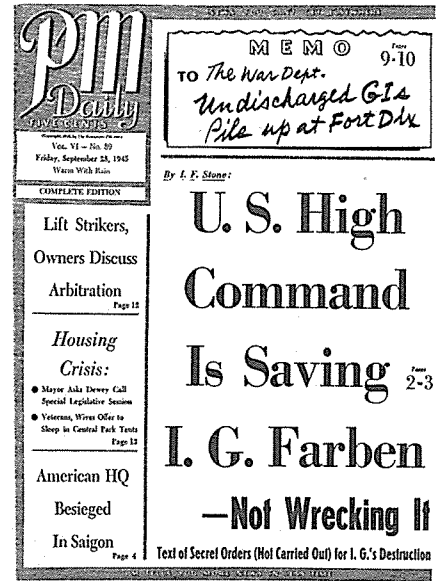 PM
Daily
FIVE CENTS
VOL. VI — No. 89
Friday, September 28, 1945
Warm With Rain
COMPLETE EDITION
MEMO
Pages
9-10
TO The War Dept.
Undischarged GIs
Pile up at Fort Dix
Lift Strikers,
Owners Discuss
Arbitration
Page 12
Housing
Crisis:
● Mayor Asks Dewey Call
Special Legislative Session
● Veterans, Wives Offer to
Sleep in Central Park Tents
Page 13
American HQ
Besieged
In Saigon
Page 4
By I. F. Stone:
U. S. High
Command
Is Saving
Pages
2-3
I. G. Farben
—Not Wrecking It
Text of Secret Orders (Not Carried Out) for I. G.'s Destruction